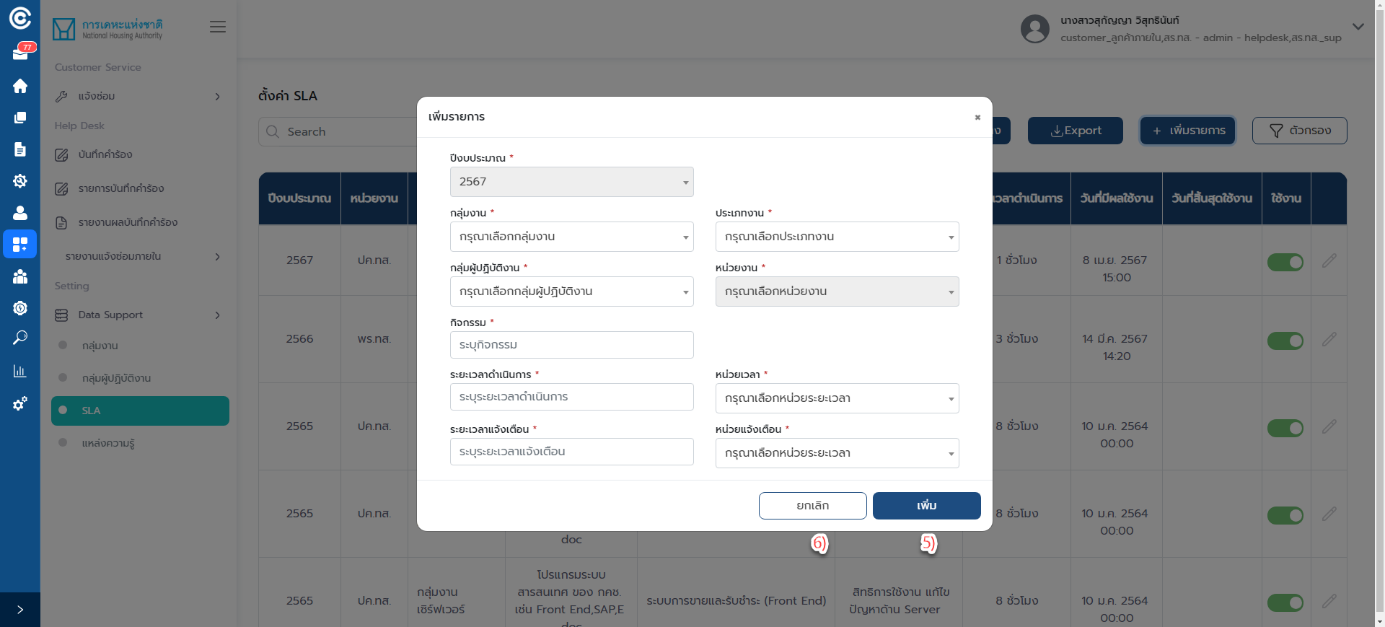 77
การเคหะแห่งชาติ
National Housing Authority
นางสาวสุกัญญา วิสุทธินันท์
customer_ลูกค้าภายใน,สร.ทส. - admin - helpdesk,สร.ทส._sup
Customer Service
แจ้งซ่อม
Help Desk
บันทึกคำร้อง
รายการบันทึกคำร้อง
รายงานผลบันทึกคำร้อง
รายงานแจ้งซ่อมภายใน
Setting
Data Support
กลุ่มงาน
กลุ่มผู้ปฏิบัติงาน
SLA
แหล่งความรู้
ตั้งค่า SLA
Search
Export
+ เพิ่มรายการ
ตัวกรอง
เพิ่มรายการ
ปีงบประมาณ *
2567
กลุ่มงาน * ประเภทงาน *
กรุณาเลือกกลุ่มงาน กรุณาเลือกประเภทงาน
กลุ่มผู้ปฏิบัติงาน * หน่วยงาน *
กรุณาเลือกกลุ่มผู้ปฏิบัติงาน กรุณาเลือกหน่วยงาน
กิจกรรม *
ระบุกิจกรรม
ระยะเวลาดำเนินการ * หน่วยเวลา *
ระบุระยะเวลาดำเนินการ กรุณาเลือกหน่วยระยะเวลา
ระยะเวลาแจ้งเตือน * หน่วยแจ้งเตือน *
ระบุระยะเวลาแจ้งเตือน กรุณาเลือกหน่วยระยะเวลา
ยกเลิก เพิ่ม
6) 5)
ปีงบประมาณ หน่วยงาน วันที่มีผลใช้งาน วันที่สิ้นสุดใช้งาน ใช้งาน
2567 ปค.ทส. 1 ชั่วโมง 8 เม.ย. 2567
15:00
2566 พร.ทส. 3 ชั่วโมง 14 มี.ค. 2567
14:20
2565 ปค.ทส. 8 ชั่วโมง 10 ม.ค. 2564
00:00
2565 ปค.ทส. 8 ชั่วโมง 10 ม.ค. 2564
00:00
doc
โปรแกรมระบบ
2565 ปค.ทส. กลุ่มงาน สารสนเทศ ของ กคช. ระบบการขายและรับชำระ (Front End) สิทธิการใช้งาน แก้ไข 8 ชั่วโมง 10 ม.ค. 2564
เซิร์ฟเวอร์ เช่น Front End,SAP,E ปัญหาด้าน Server 00:00
doc